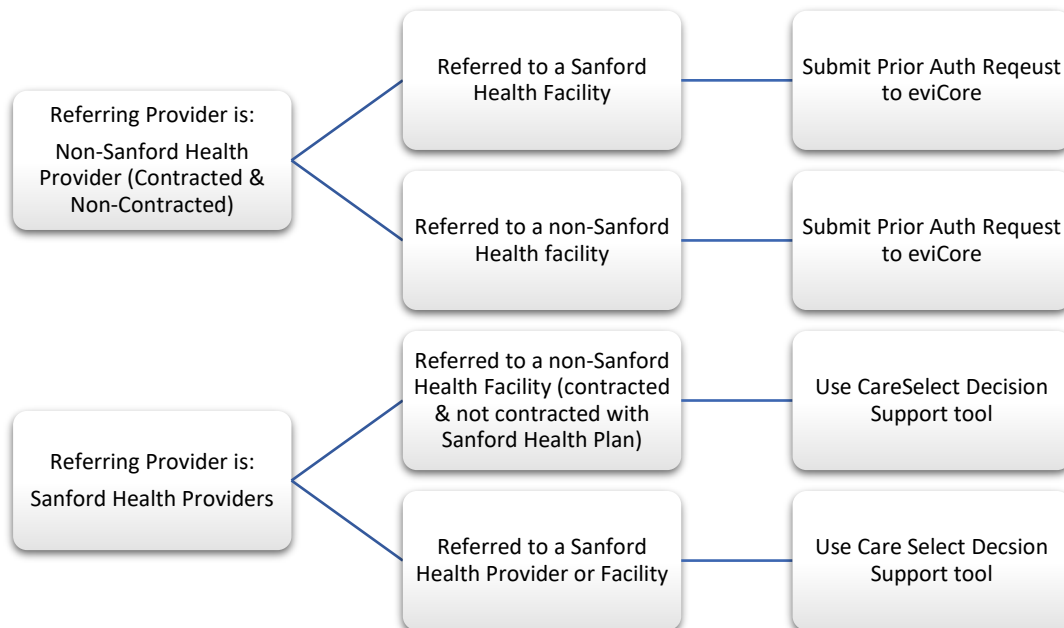 Referring Provider is:
Non-Sanford Health
Provider (Contracted &
Non-Contracted)
Referred to a Sanford
Health Facility
Submit Prior Auth Reqeust
to eviCore
Referred to a non-Sanford
Health facility
Submit Prior Auth Request
to eviCore
Referring Provider is:
Sanford Health Providers
Referred to a non-Sanford
Health Facility (contracted
& not contracted with
Sanford Health Plan)
Use CareSelect Decision
Support tool
Referred to a Sanford
Health Provider or Facility
Use Care Select Decsion
Support tool